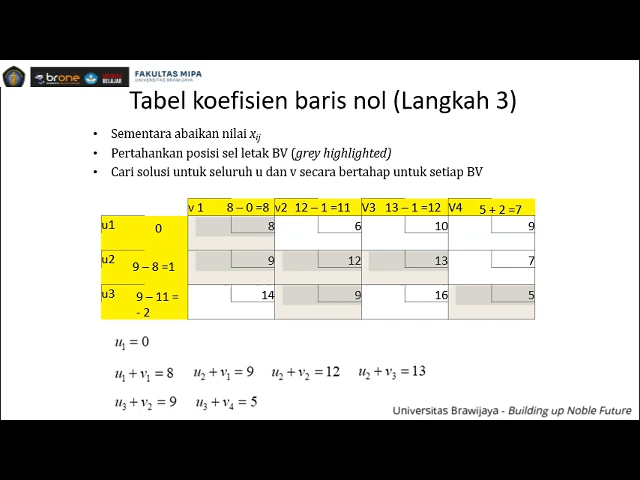 brone
BELAJAR
FAKULTAS MIPA
UNIVERSITAS BRAWIJAYA
Tabel koefisien baris nol (Langkah 3)
• Sementara abaikan nilai xij
• Pertahankan posisi sel letak BV (grey highlighted)
• Cari solusi untuk seluruh u dan v secara bertahap untuk setiap BV
v 1 8 – 0 =8 v2 12 – 1 =11 V3 13 – 1 =12 V4 5 + 2 =7
u1 0 8 6 10 9
u2 9 – 8 =1 9 12 13 7
u3 9 – 11 = 14 9 16 5
- 2
u1 = 0
u1 + v1 = 8 u2 + v1 = 9 u2 + v2 = 12 u2 + v3 = 13
u3 + v2 = 9 u3 + v4 = 5
Universitas Brawijaya - Building up Noble Future